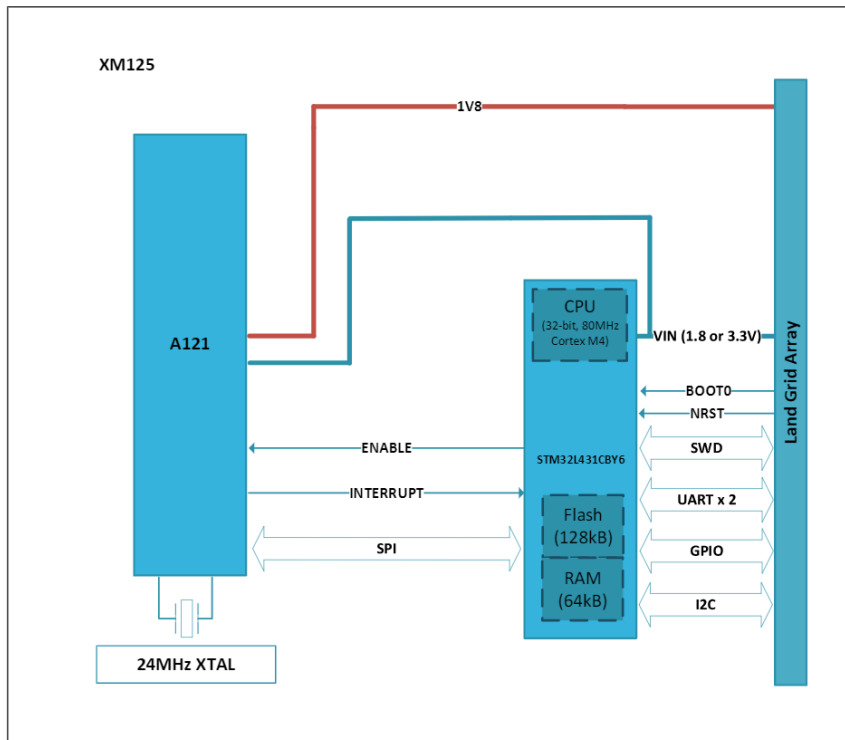 XM125
1V8
A121
CPU
(32-bit, 80MHz
Cortex M4)
VIN (1.8 or 3.3V)
Land Grid Array
BOOT0
NRST
ENABLE
STM32L431CBY6
SWD
INTERRUPT
UART x 2
Flash
(128kB)
SPI
GPIO
RAM
(64kB)
I2C
24MHz XTAL